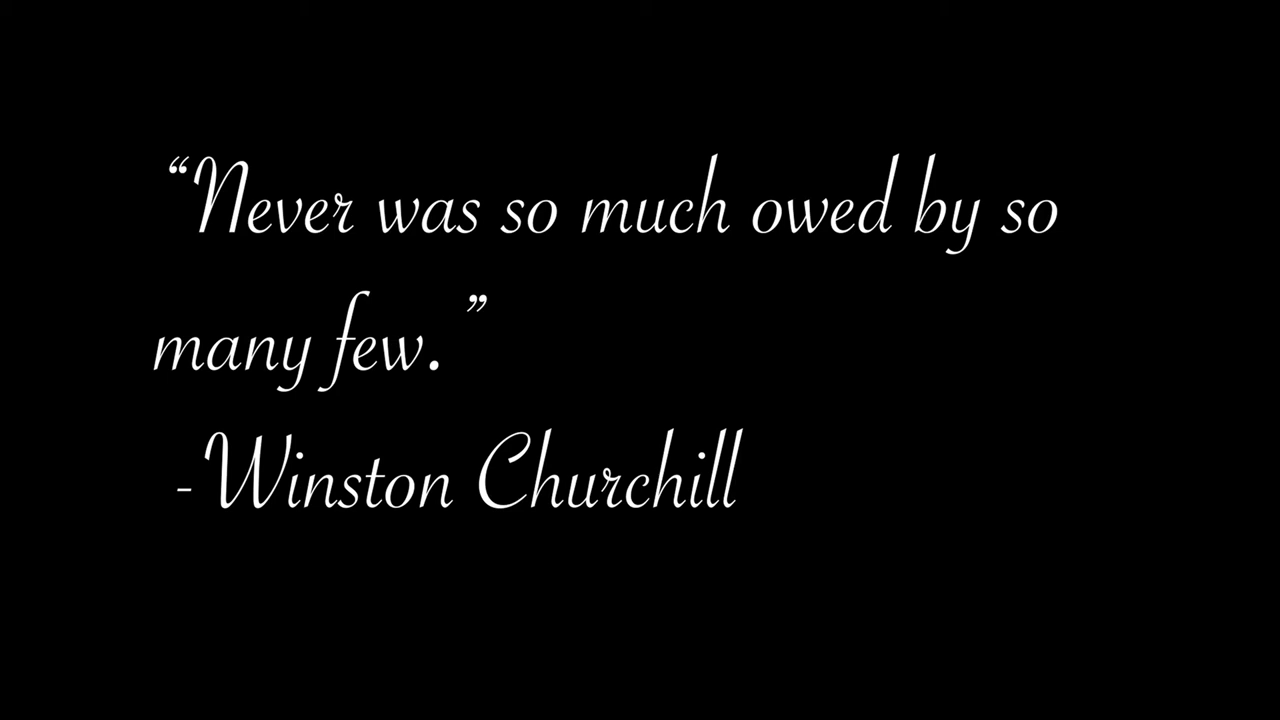 “Never was so much owed by so
many few.”
-Winston Churchill